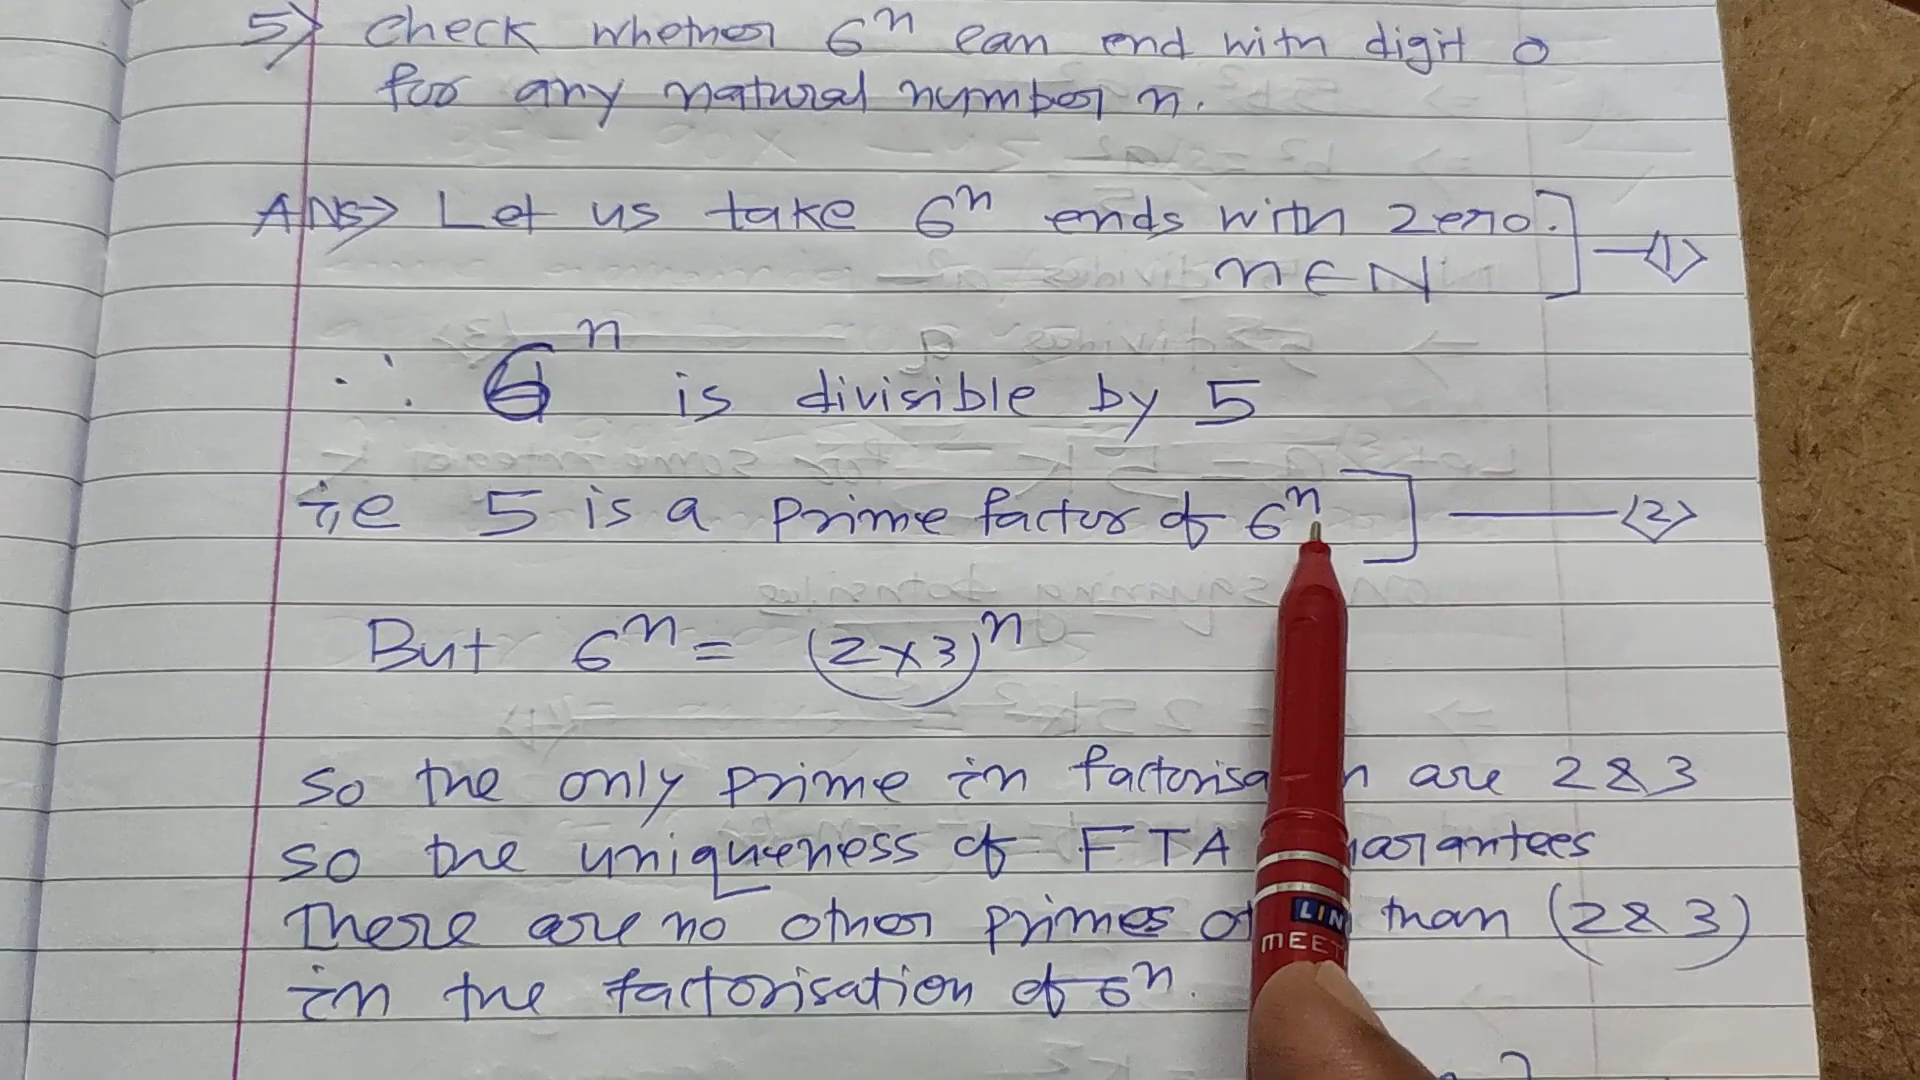 5> Check whether 6ⁿ can end with digit 0
for any natural number n.
ANS> Let us take 6ⁿ ends with zero.
n ∈ N
<1>
∴ 6ⁿ is divisible by 5
i,e 5 is a prime factor of 6ⁿ
<2>
But 6ⁿ = (2×3)ⁿ
So the only prime in factorisa n are 2 & 3
so the uniqueness of FTA arantees
There are no other primes o than (2 & 3)
in the factorisation of 6ⁿ.
LIN
MEET